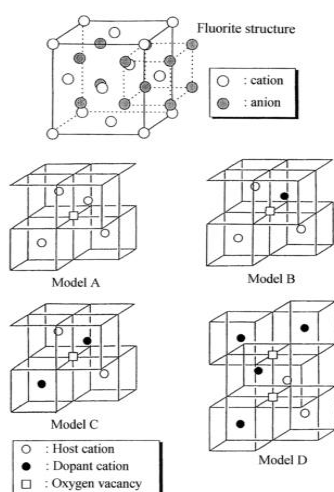 Fluorite structure
: cation
: anion
Model A
Model B
Model C
Model D
: Host cation
: Dopant cation
: Oxygen vacancy